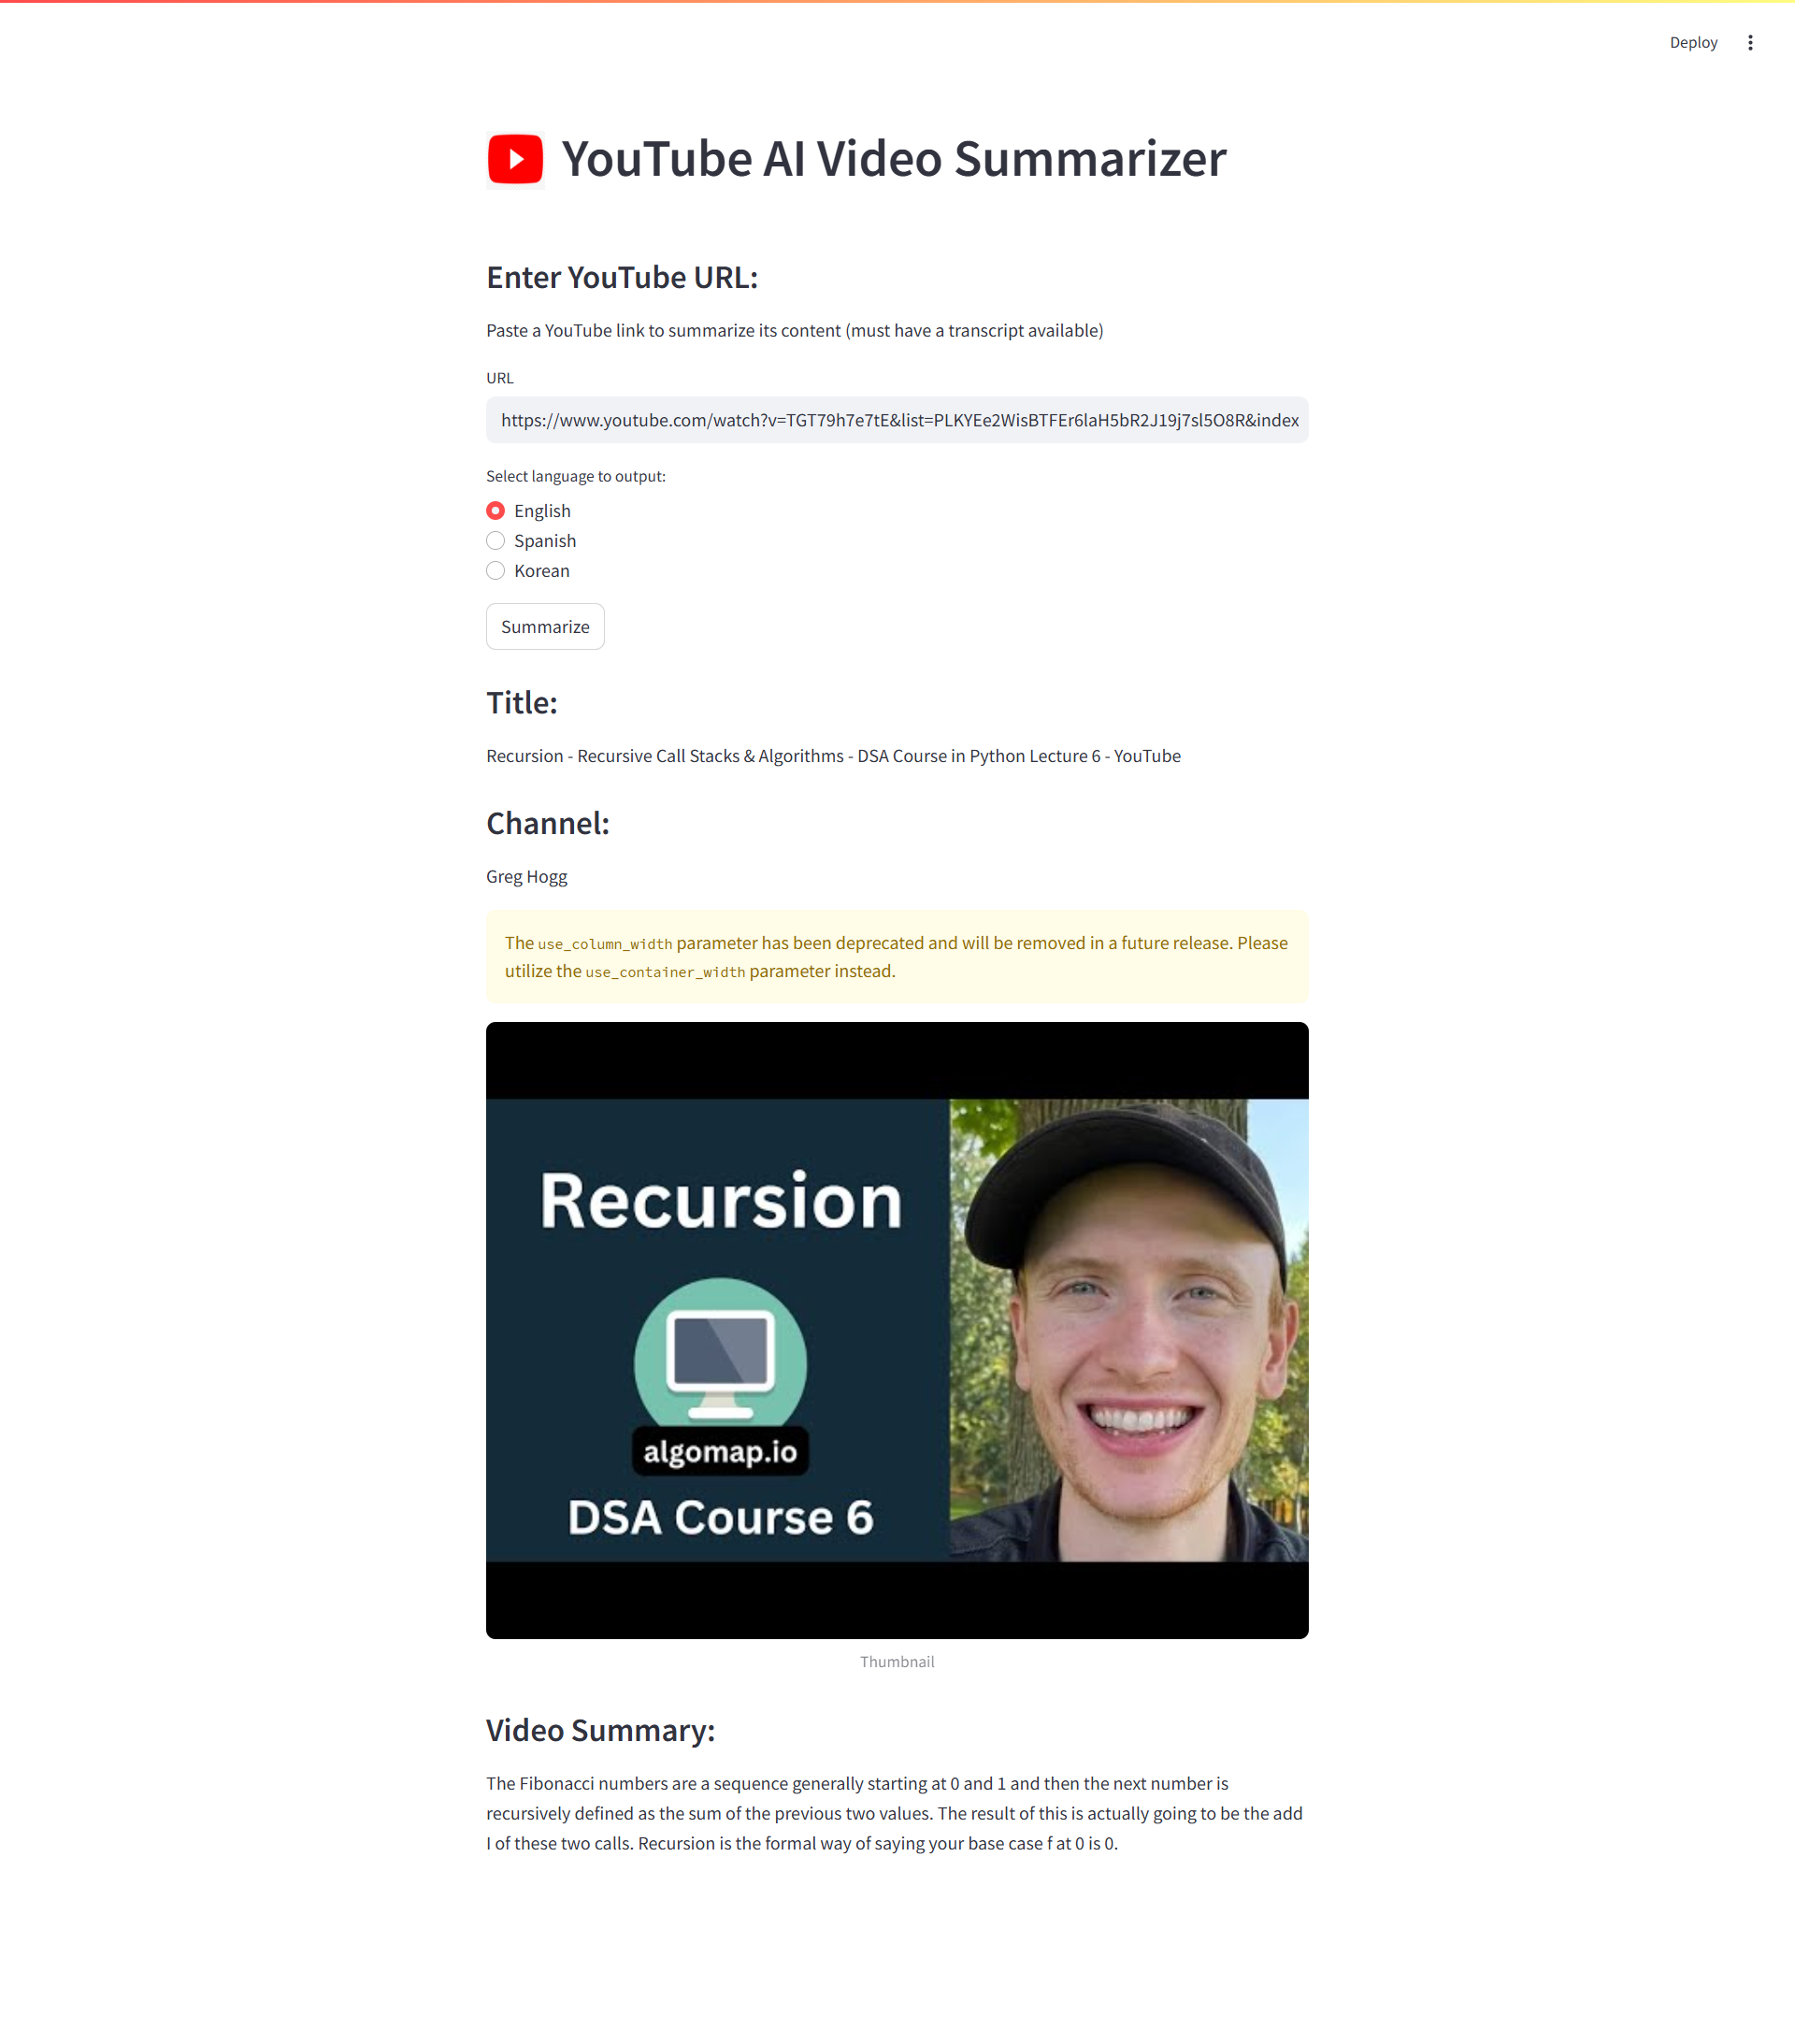 Deploy
YouTube AI Video Summarizer
Enter YouTube URL:
Paste a YouTube link to summarize its content (must have a transcript available)
URL
https://www.youtube.com/watch?v=TGT79h7e7tE&list=PLKYEe2WisBTFEr6laH5bR2J19j7sl5O8R&index
Select language to output:
English
Spanish
Korean
Summarize
Title:
Recursion - Recursive Call Stacks & Algorithms - DSA Course in Python Lecture 6 - YouTube
Channel:
Greg Hogg
The use_column_width parameter has been deprecated and will be removed in a future release. Please
utilize the use_container_width parameter instead.
Recursion
algomap.io
DSA Course 6
Thumbnail
Video Summary:
The Fibonacci numbers are a sequence generally starting at 0 and 1 and then the next number is
recursively defined as the sum of the previous two values. The result of this is actually going to be the add
I of these two calls. Recursion is the formal way of saying your base case f at 0 is 0.